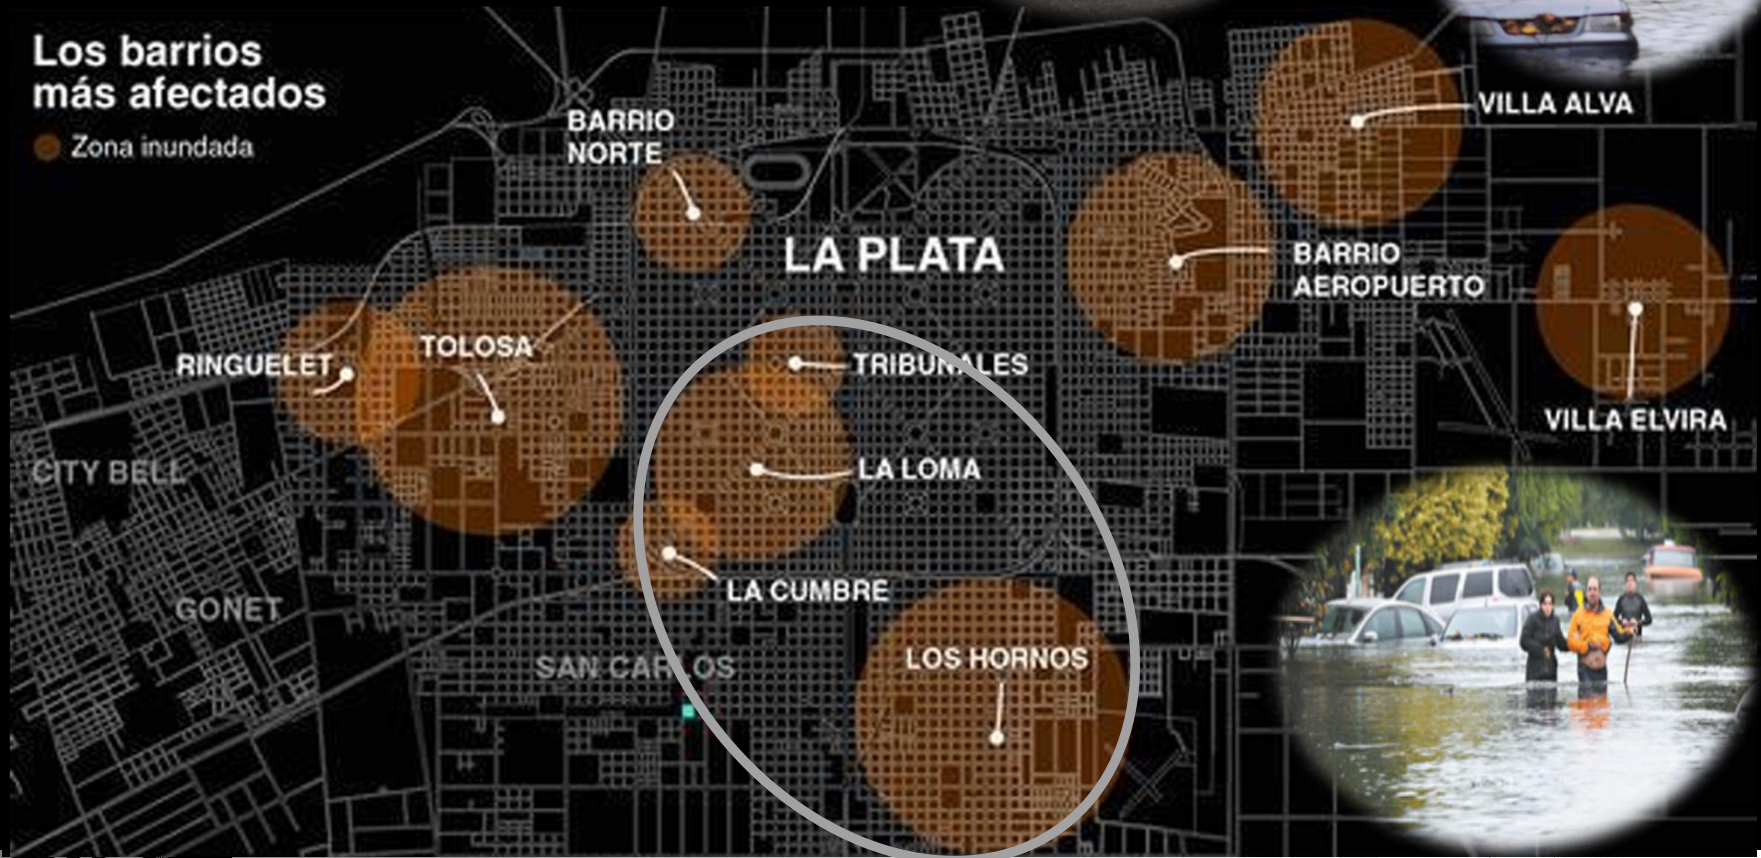 Los barrios
más afectados
Zona inundada
BARRIO
NORTE
VILLA ALVA
LA PLATA
BARRIO
AEROPUERTO
RINGUELET
TOLOSA
TRIBUNALES
VILLA ELVIRA
CITY BELL
LA LOMA
LA CUMBRE
GONET
SAN CARLOS
LOS HORNOS